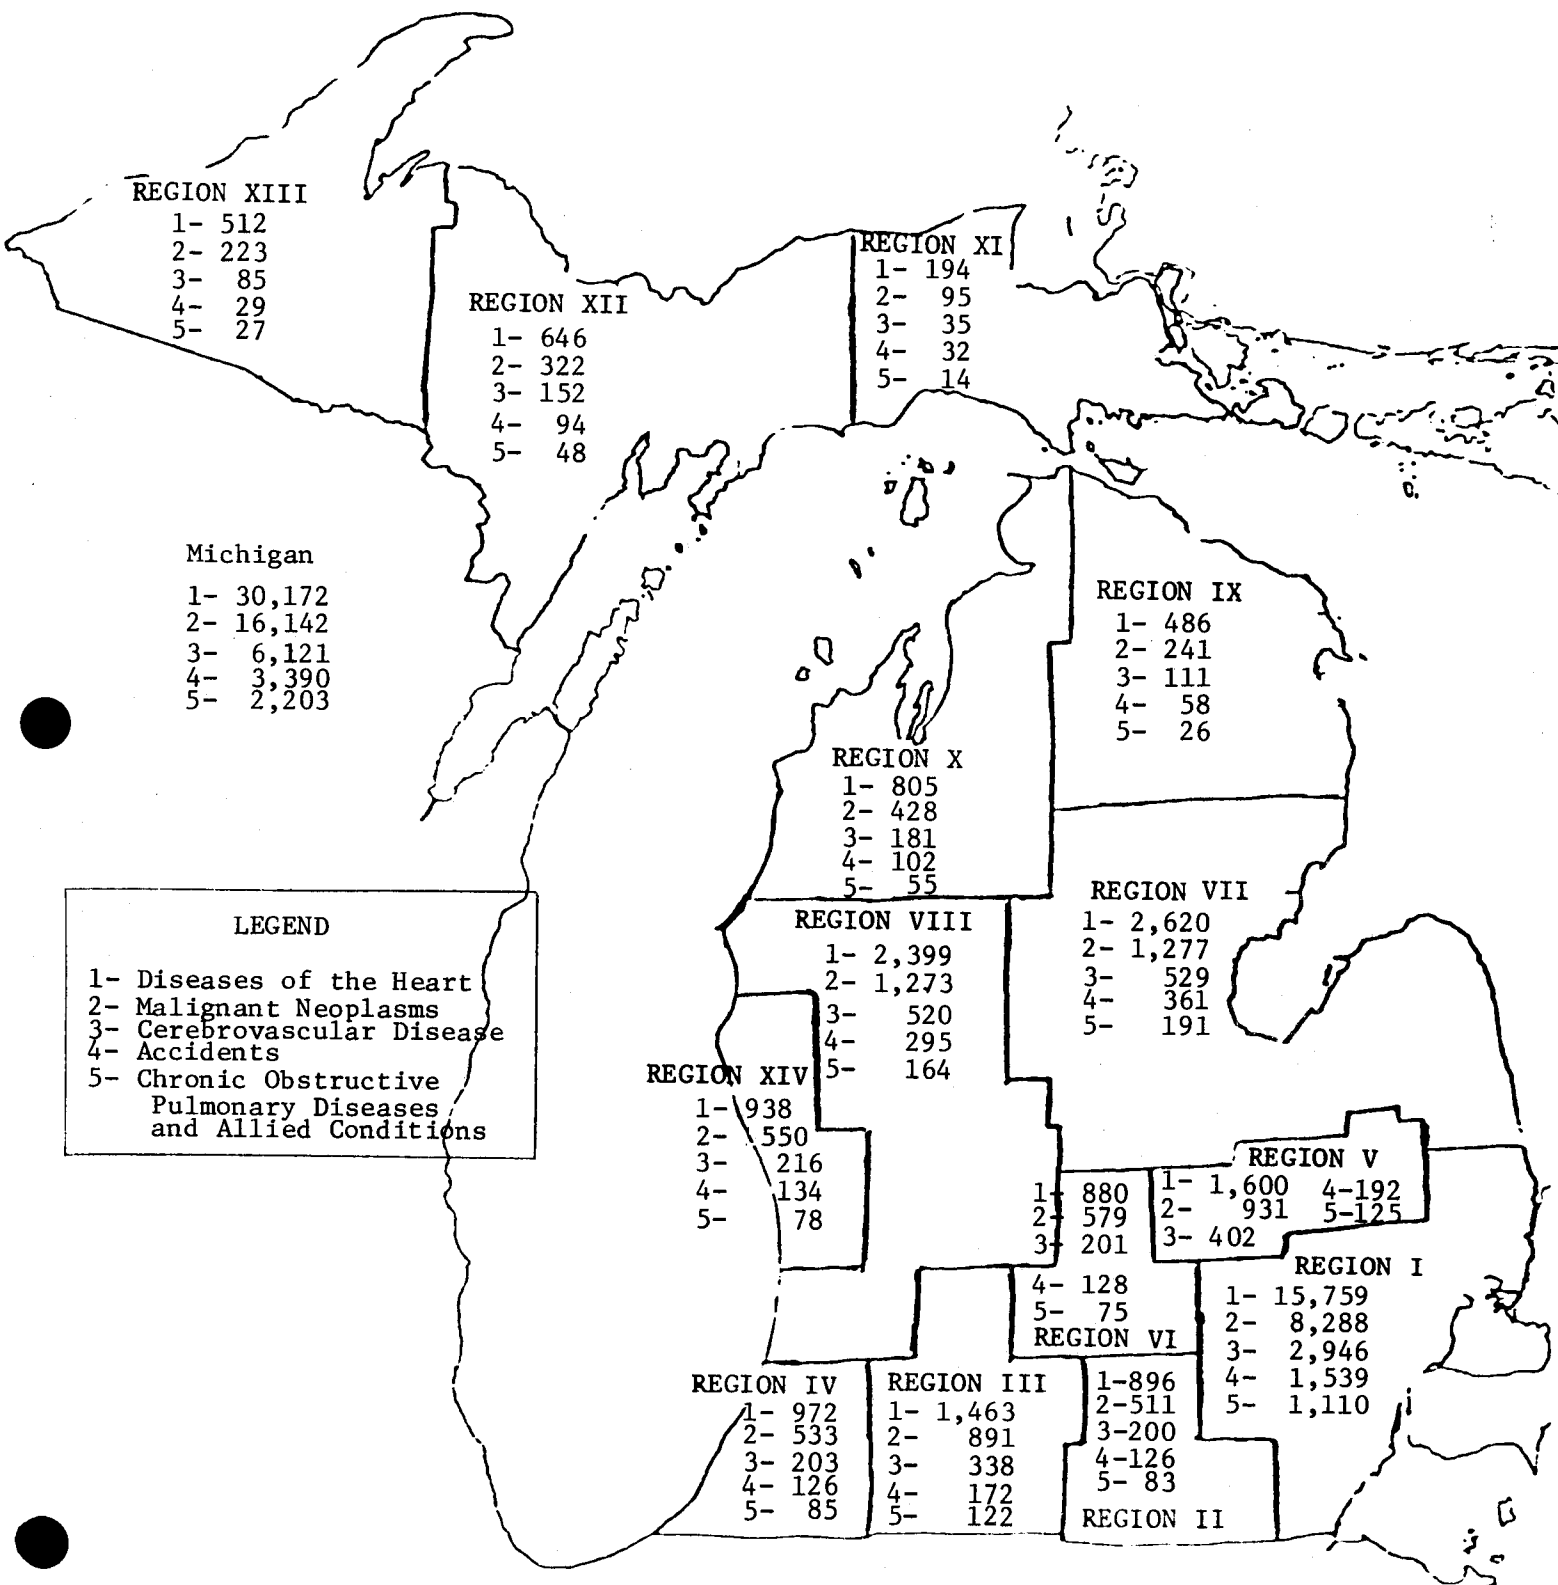 REGION XIII
1- 512
2- 223
3- 85
4- 29
5- 27
REGION XII
1- 646
2- 322
3- 152
4- 94
5- 48
REGION XI
1- 194
2- 95
3- 35
4- 32
5- 14
Michigan
1- 30,172
2- 16,142
3- 6,121
4- 3,390
5- 2,203
REGION IX
1- 486
2- 241
3- 111
4- 58
5- 26
REGION X
1- 805
2- 428
3- 181
4- 102
5- 55
LEGEND
1- Diseases of the Heart
2- Malignant Neoplasms
3- Cerebrovascular Disease
4- Accidents
5- Chronic Obstructive
Pulmonary Diseases
and Allied Conditions
REGION VIII
1- 2,399
2- 1,273
3- 520
4- 295
5- 164
REGION VII
1- 2,620
2- 1,277
3- 529
4- 361
5- 191
REGION XIV
1- 938
2- 550
3- 216
4- 134
5- 78
1- 880
2- 579
3- 201
4- 128
5- 75
REGION VI
REGION V
1- 1,600 4-192
2- 931 5-125
3- 402
REGION I
1- 15,759
2- 8,288
3- 2,946
4- 1,539
5- 1,110
REGION IV
1- 972
2- 533
3- 203
4- 126
5- 85
REGION III
1- 1,463
2- 891
3- 338
4- 172
5- 122
1-896
2-511
3-200
4-126
5- 83
REGION II